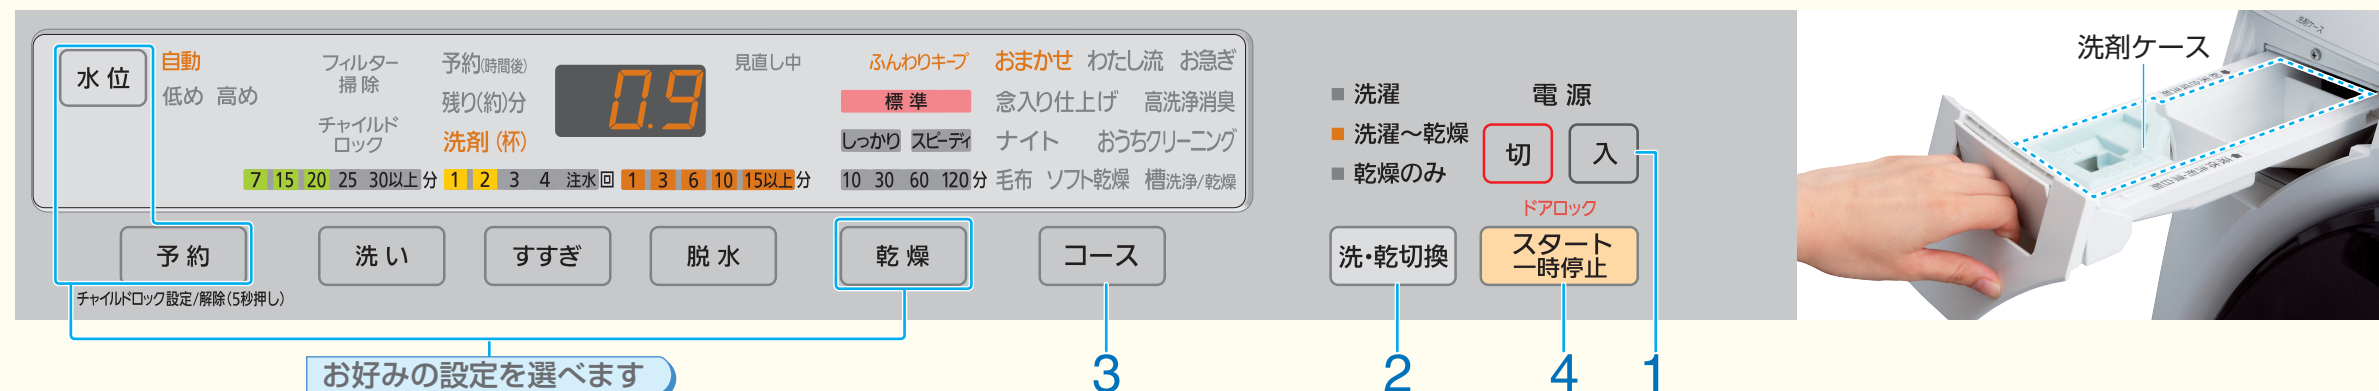 水位
自動
低め 高め
フィルター
掃除
チャイルド
ロック
予約(時間後)
残り(約)分
洗剤(杯)
0.9
見直し中
7 15 20 25 30以上 分
1 2 3 4 注水 回
1 3 6 10 15以上 分
ふんわりキープ
標準
しっかり スピーディ
10 30 60 120 分
おまかせ わたし流 お急ぎ
念入り仕上げ 高洗浄消臭
ナイト おうちクリーニング
毛布 ソフト乾燥 槽洗浄/乾燥
予約
洗い
すすぎ
脱水
乾燥
コース
チャイルドロック設定/解除(5秒押し)
洗濯
洗濯~乾燥
乾燥のみ
電源
切 入
ドアロック
洗・乾切換
スタート
一時停止
お好みの設定を選べます
3
2
4
1
洗剤ケース
洗剤ケース